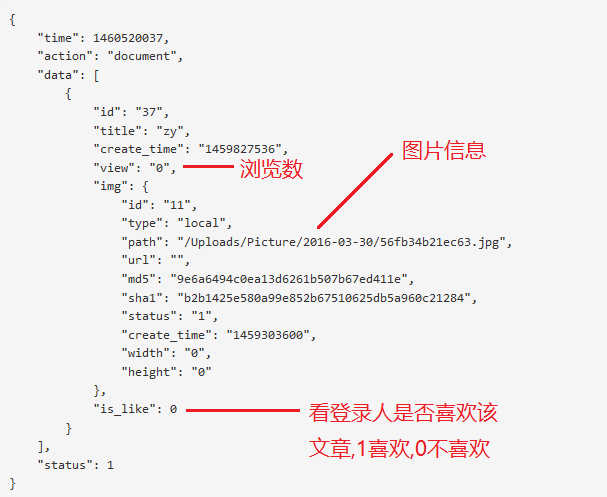 {
"time": 1460520037,
"action": "document",
"data": [
{
"id": "37",
"title": "zy",
"create_time": "1459827536",
"view": "0",
浏览数
"img": {
图片信息
"id": "11",
"type": "local",
"path": "/Uploads/Picture/2016-03-30/56fb34b21ec63.jpg",
"url": "",
"md5": "9e6a6494c0ea13d6261b507b67ed411e",
"sha1": "b2b1425e580a99e852b67510625db5a960c21284",
"status": "1",
"create_time": "1459303600",
"width": "0",
"height": "0"
},
"is_like": 0
看登录人是否喜欢该
文章,1喜欢,0不喜欢
}
],
"status": 1
}